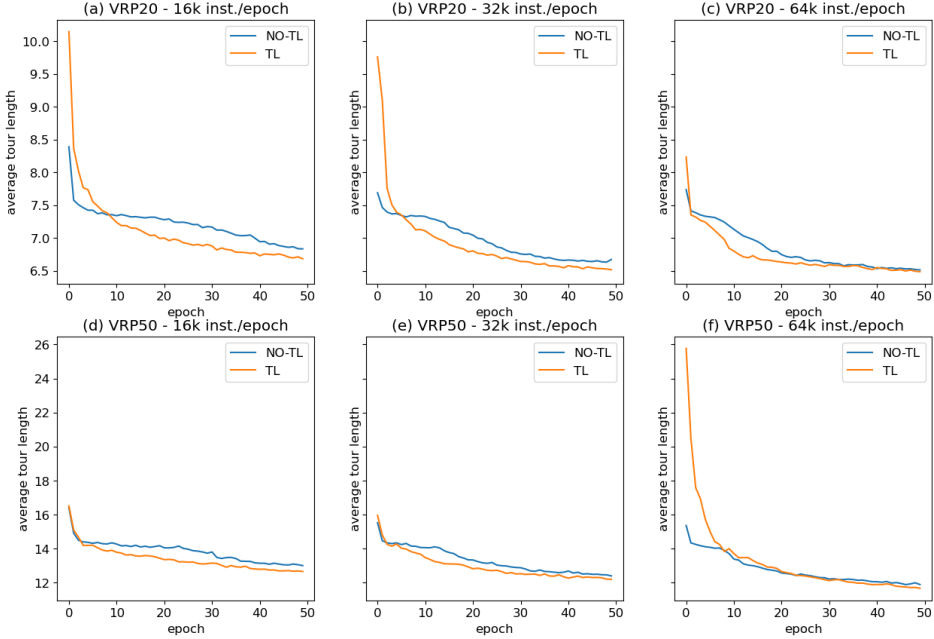 (a) VRP20 - 16k inst./epoch
(b) VRP20 - 32k inst./epoch
(c) VRP20 - 64k inst./epoch
average tour length
10.0
9.5
9.0
8.5
8.0
7.5
7.0
6.5
NO-TL
TL
0 10 20 30 40 50
epoch
average tour length
NO-TL
TL
0 10 20 30 40 50
epoch
average tour length
NO-TL
TL
0 10 20 30 40 50
epoch
(d) VRP50 - 16k inst./epoch
(e) VRP50 - 32k inst./epoch
(f) VRP50 - 64k inst./epoch
average tour length
26
24
22
20
18
16
14
12
NO-TL
TL
0 10 20 30 40 50
epoch
average tour length
NO-TL
TL
0 10 20 30 40 50
epoch
average tour length
NO-TL
TL
0 10 20 30 40 50
epoch